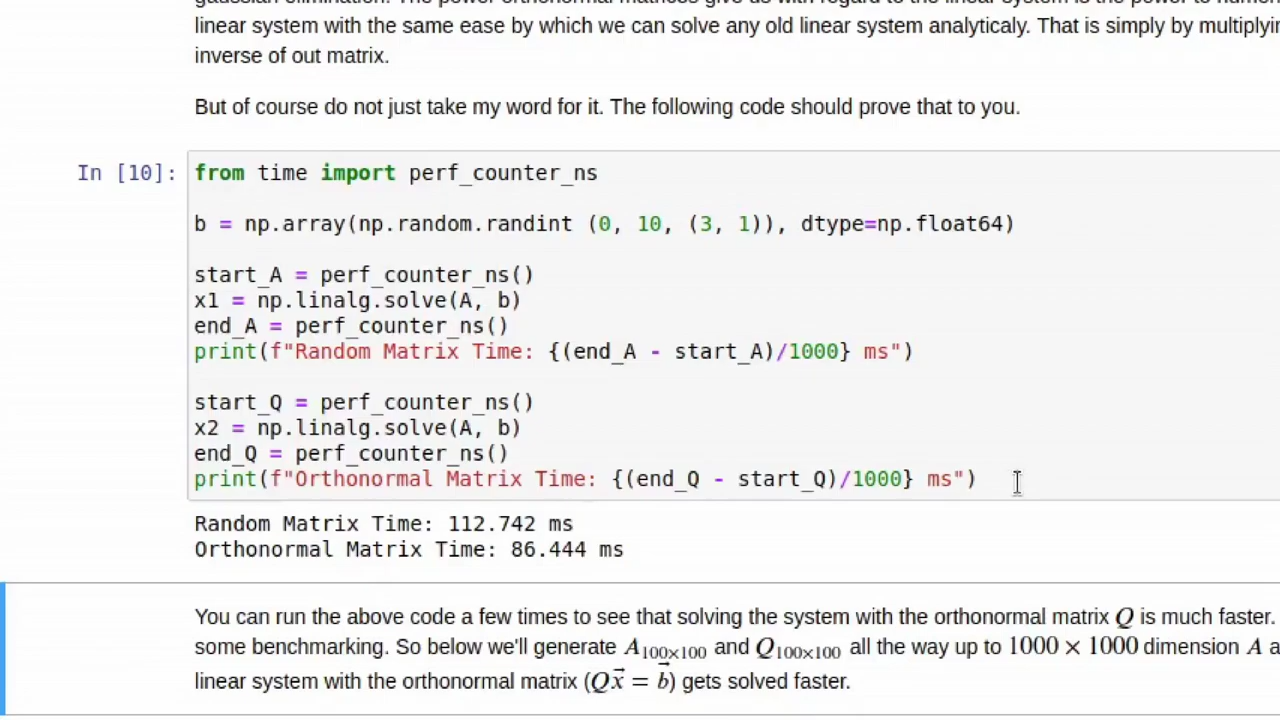 linear system with the same ease by which we can solve any old linear system analyticaly. That is simply by
inverse of out matrix.
But of course do not just take my word for it. The following code should prove that to you.
In [10]:
from time import perf_counter_ns
b = np.array(np.random.randint (0, 10, (3, 1)), dtype=np.float64)
start_A = perf_counter_ns()
x1 = np.linalg.solve(A, b)
end_A = perf_counter_ns()
print(f"Random Matrix Time: {(end_A - start_A)/1000} ms")
start_Q = perf_counter_ns()
x2 = np.linalg.solve(A, b)
end_Q = perf_counter_ns()
print(f"Orthonormal Matrix Time: {(end_Q - start_Q)/1000} ms")
Random Matrix Time: 112.742 ms
Orthonormal Matrix Time: 86.444 ms
You can run the above code a few times to see that solving the system with the orthonormal matrix Q is much faster.
some benchmarking. So below we'll generate A₁₀₀ₓ₁₀₀ and Q₁₀₀ₓ₁₀₀ all the way up to 1000 × 1000 dimension A
linear system with the orthonormal matrix (Qx⃗ = b⃗) gets solved faster.